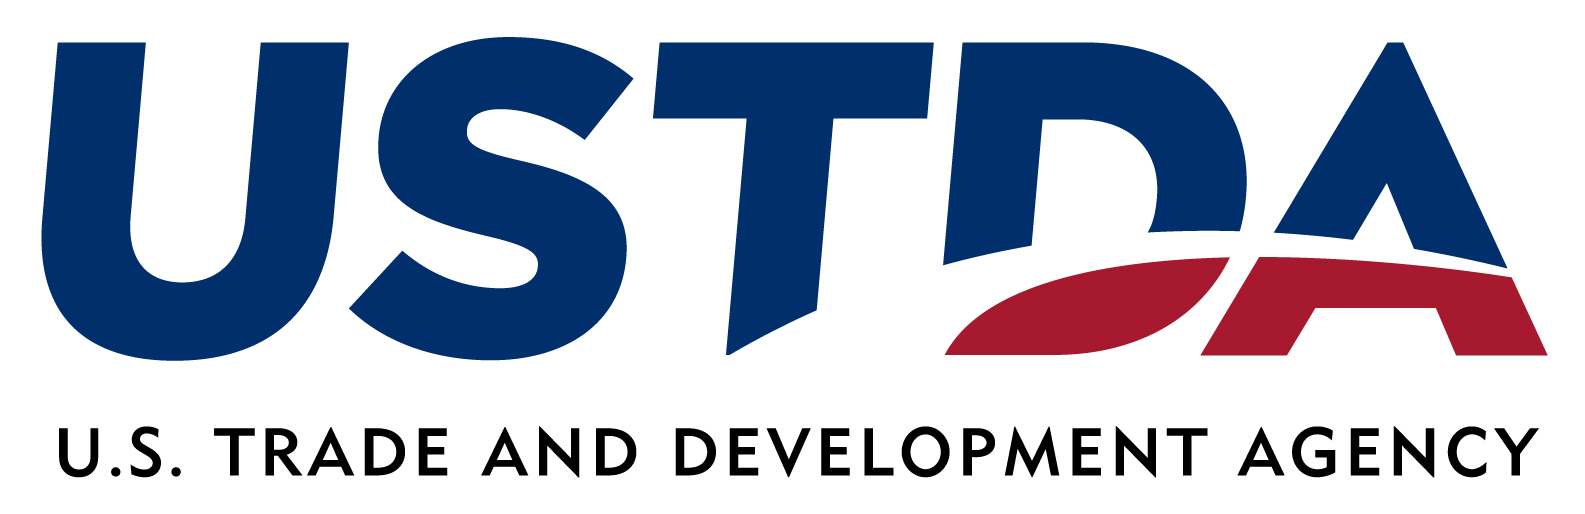 USTDA
U.S. TRADE AND DEVELOPMENT AGENCY